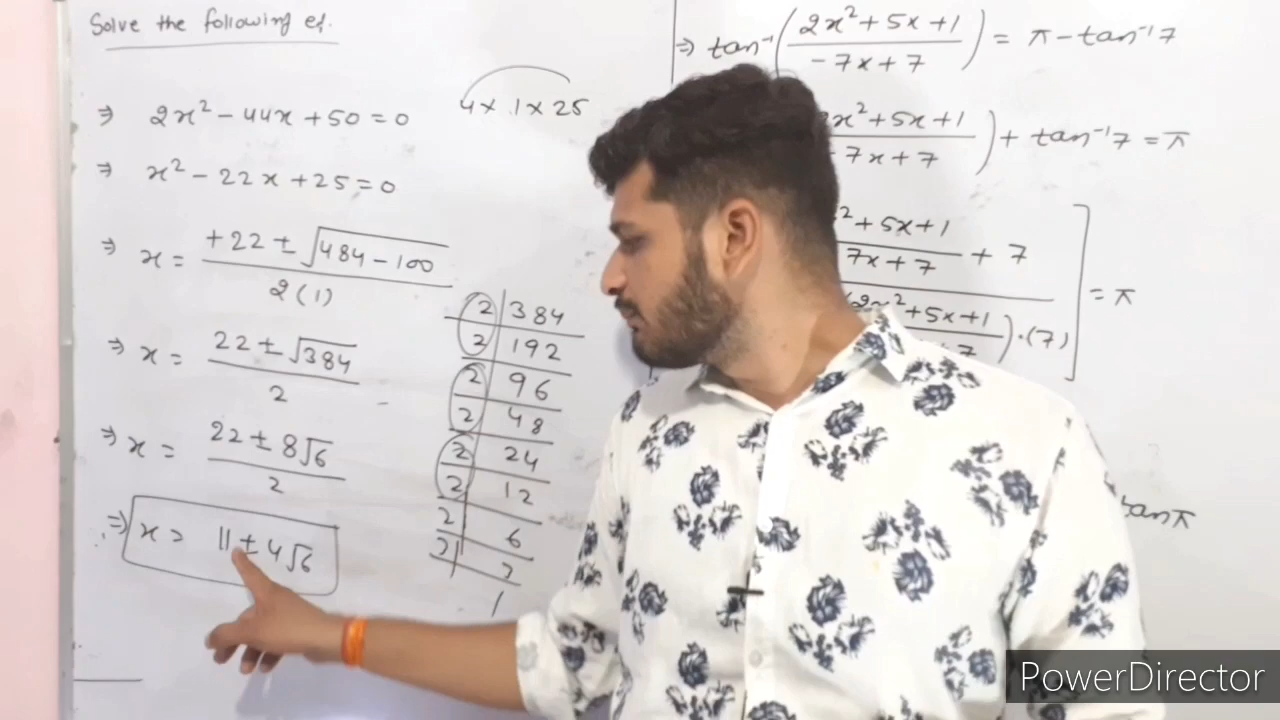 Solve the following eq.
⇒ 2x² - 44x + 50 = 0
4 × 1 × 25
⇒ x² - 22x + 25 = 0
⇒ x = +22 ± √484 - 100 / 2(1)
⇒ x = 22 ± √384 / 2
⇒ x = 22 ± 8√6 / 2
⇒ x = 11 ± 4√6
2 | 384
2 | 192
2 | 96
2 | 48
2 | 24
2 | 12
2 | 6
1
⇒ tan⁻¹(2x² + 5x + 1 / -7x + 7) = π - tan⁻¹7
x² + 5x + 1 / -7x + 7) + tan⁻¹7 = π
² + 5x + 1 / 7x + 7 + 7
(2x² + 5x + 1 ) · (7) ] = π
tanπ
PowerDirector